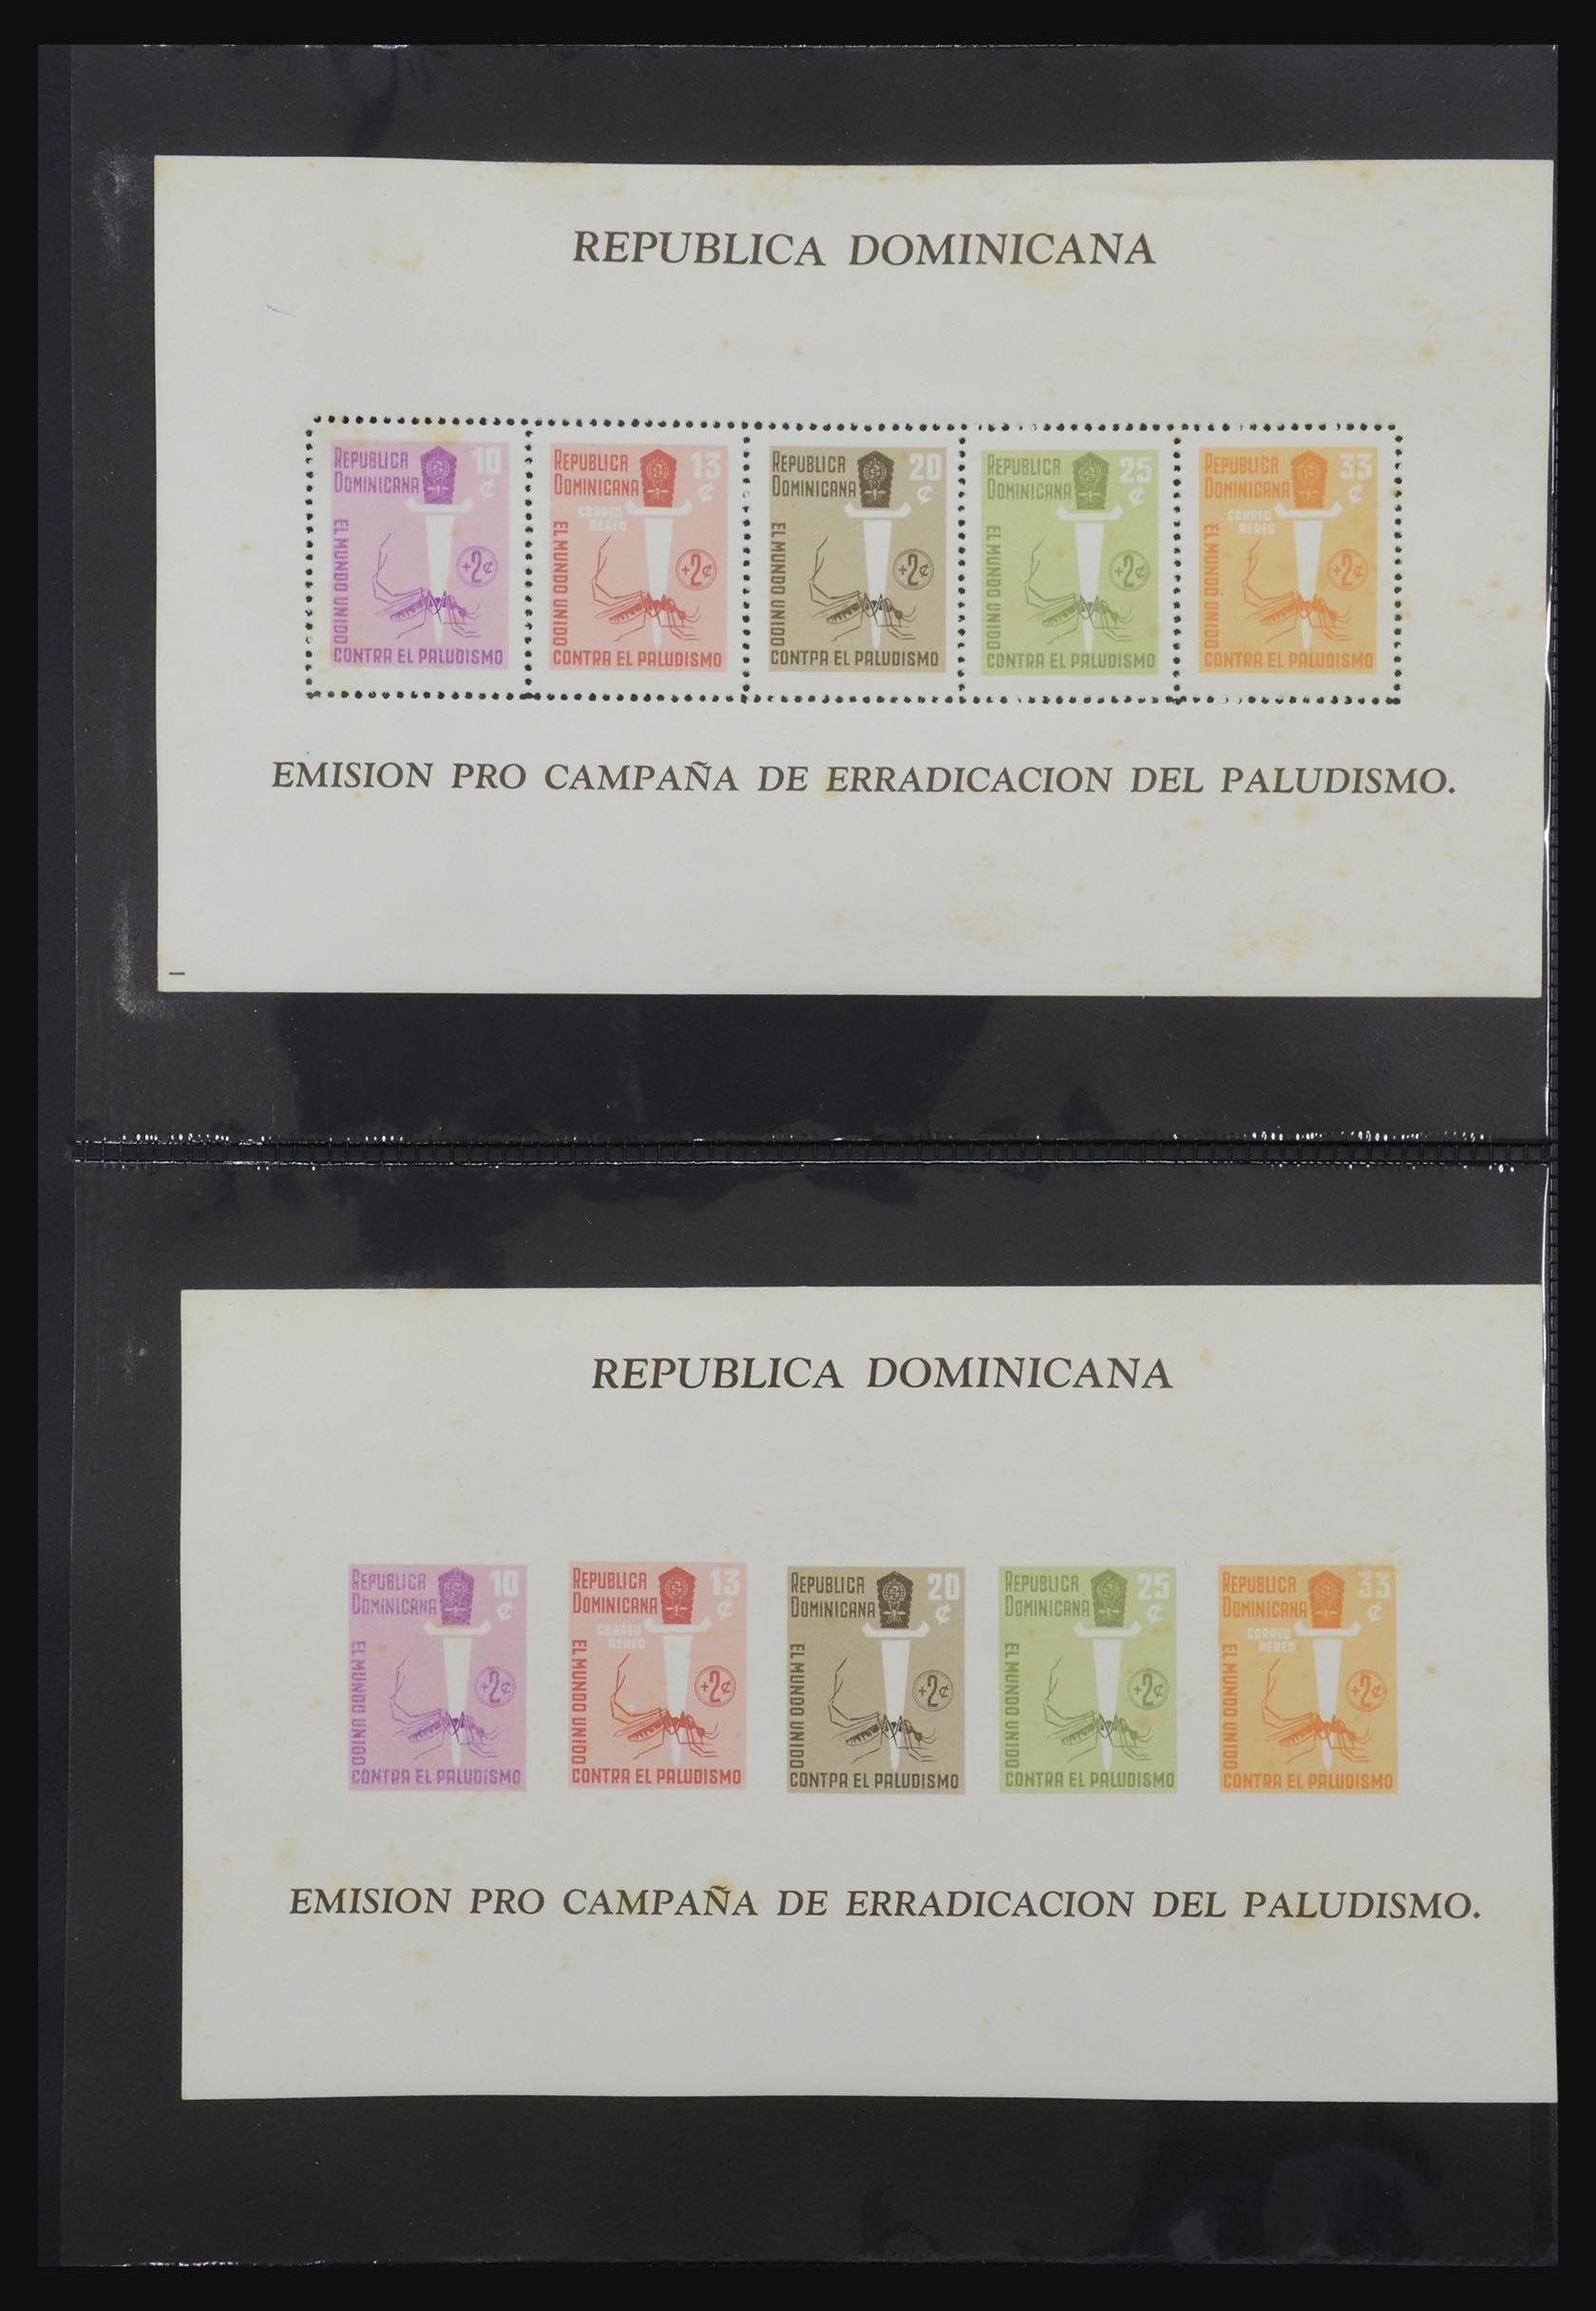 REPUBLICA DOMINICANA
REPUBLICA
DOMINICANA
10
¢
EL MUNDO UNIDO
+2¢
CONTRA EL PALUDISMO
REPUBLICA
DOMINICANA
13
¢
CORREO
AEREO
EL MUNDO UNIDO
+2¢
CONTRA EL PALUDISMO
REPUBLICA
DOMINICANA
20
¢
EL MUNDO UNIDO
+2¢
CONTPA EL PALUDISMO
REPUBLICA
DOMINICANA
25
¢
EL MUNDO UNIDO
+2¢
CONTRA EL PALUDISMO
REPUBLICA
DOMINICANA
33
¢
CORREO
AEREO
EL MUNDO UNIDO
+2¢
CONTRA EL PALUDISMO
EMISION PRO CAMPAÑA DE ERRADICACION DEL PALUDISMO.
REPUBLICA DOMINICANA
REPUBLICA
DOMINICANA
10
¢
EL MUNDO UNIDO
+2¢
CONTRA EL PALUDISMO
REPUBLICA
DOMINICANA
13
¢
CORREO
AEREO
EL MUNDO UNIDO
+2¢
CONTRA EL PALUDISMO
REPUBLICA
DOMINICANA
20
¢
EL MUNDO UNIDO
+2¢
CONTPA EL PALUDISMO
REPUBLICA
DOMINICANA
25
¢
EL MUNDO UNIDO
+2¢
CONTRA EL PALUDISMO
REPUBLICA
DOMINICANA
33
¢
CORREO
AEREO
EL MUNDO UNIDO
+2¢
CONTRA EL PALUDISMO
EMISION PRO CAMPAÑA DE ERRADICACION DEL PALUDISMO.